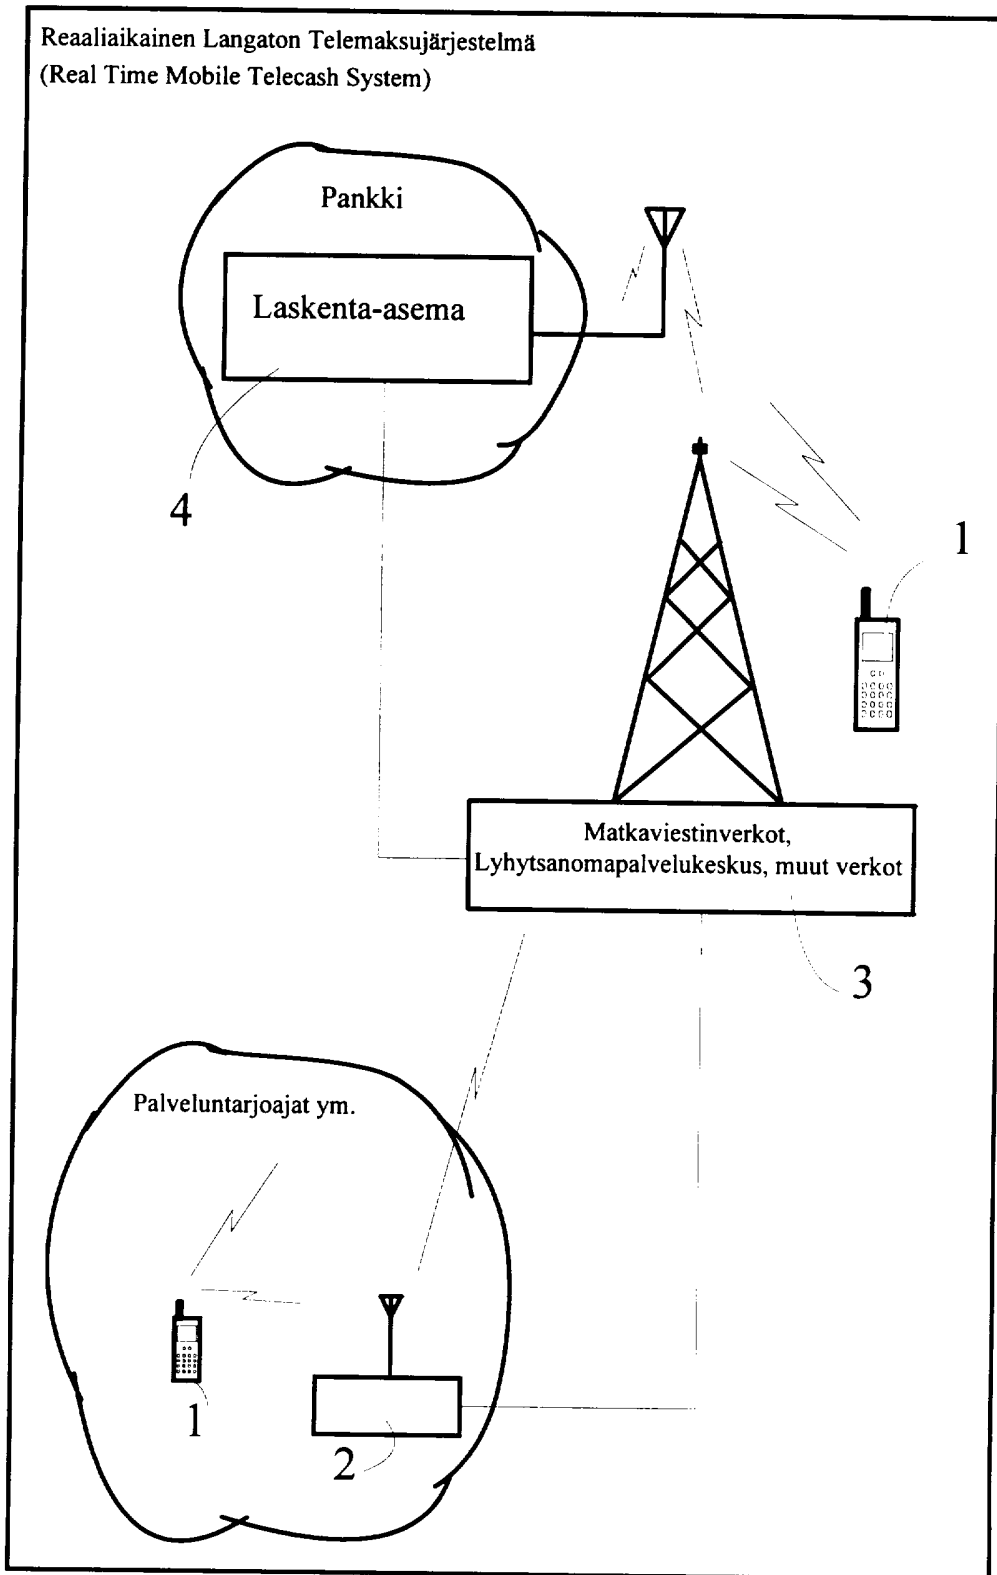 Reaaliaikainen Langaton Telemaksujärjestelmä
(Real Time Mobile Telecash System)
Pankki
Laskenta-asema
4
1
Matkaviestinverkot,
Lyhytsanomapalvelukeskus, muut verkot
3
Palveluntarjoajat ym.
1
2